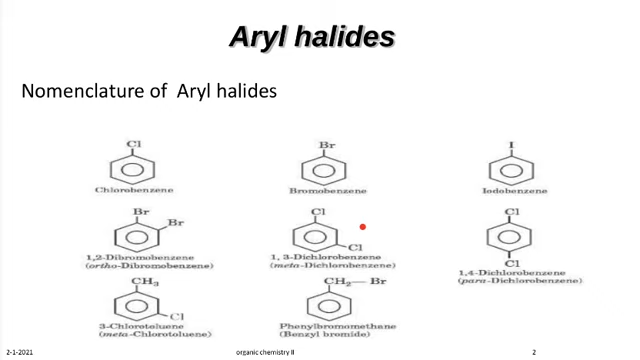 Aryl halides
Nomenclature of Aryl halides
Cl
Chlorobenzene
Br
Bromobenzene
I
Iodobenzene
Br
Br
1,2-Dibromobenzene
(ortho-Dibromobenzene)
Cl
Cl
1, 3-Dichlorobenzene
(meta-Dichlorobenzene)
Cl
Cl
1,4-Dichlorobenzene
(para-Dichlorobenzene)
CH₃
Cl
3-Chlorotoluene
(meta-Chlorotoluene)
CH₂—Br
Phenylbromomethane
(Benzyl bromide)
2-1-2021
organic chemistry II
2